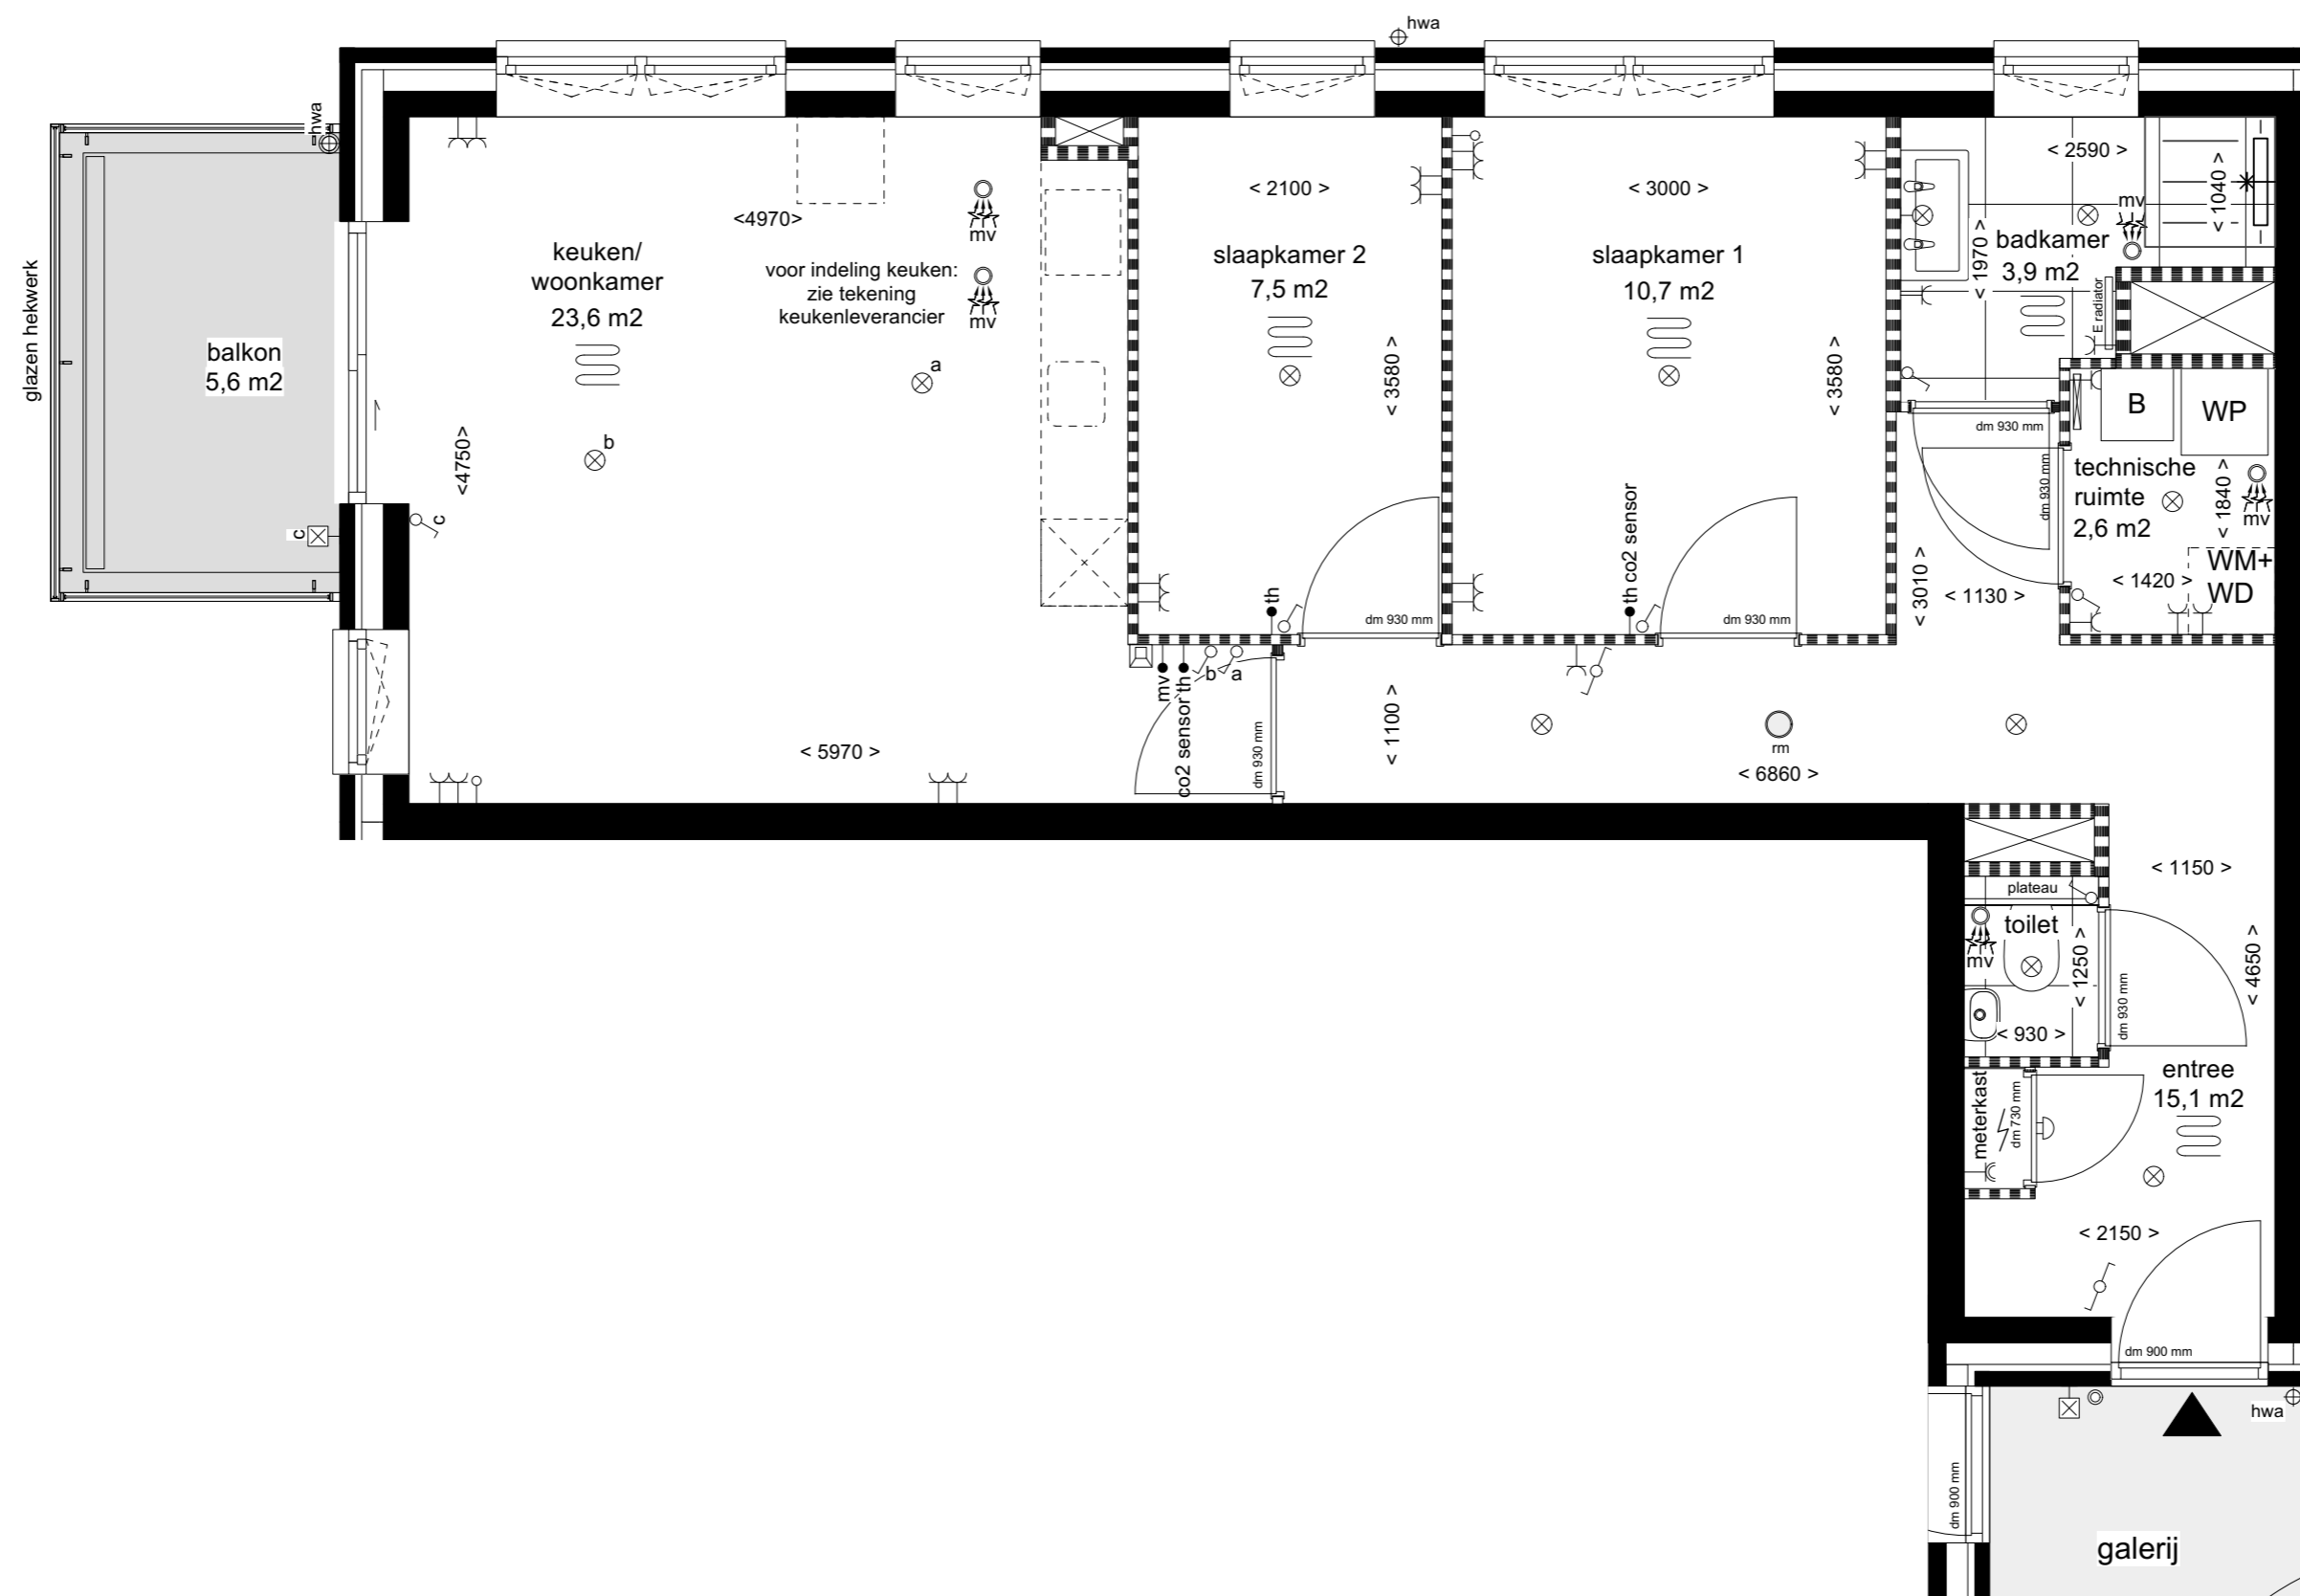 hwa
hwa
glazen hekwerk
balkon
5,6 m2
c
c
<4750>
keuken/
woonkamer
23,6 m2
<4970>
voor indeling keuken:
zie tekening
keukenleverancier
mv
mv
a
b
< 5970 >
< 2100 >
slaapkamer 2
7,5 m2
< 3580 >
th
dm 930 mm
mv
co2 sensor th
b
a
dm 930 mm
< 3000 >
slaapkamer 1
10,7 m2
< 3580 >
th co2 sensor
dm 930 mm
< 1100 >
rm
< 6860 >
< 2590 >
< 1040 >
mv
< 1970 >
badkamer
3,9 m2
E radiator
dm 930 mm
dm 930 mm
B
WP
technische
ruimte
2,6 m2
< 1840 >
mv
WM+
WD
< 1420 >
< 3010 >
< 1130 >
< 1150 >
plateau
toilet
mv
< 1250 >
< 930 >
dm 930 mm
< 4650 >
meterkast
dm 730 mm
entree
15,1 m2
< 2150 >
dm 900 mm
hwa
dm 900 mm
galerij